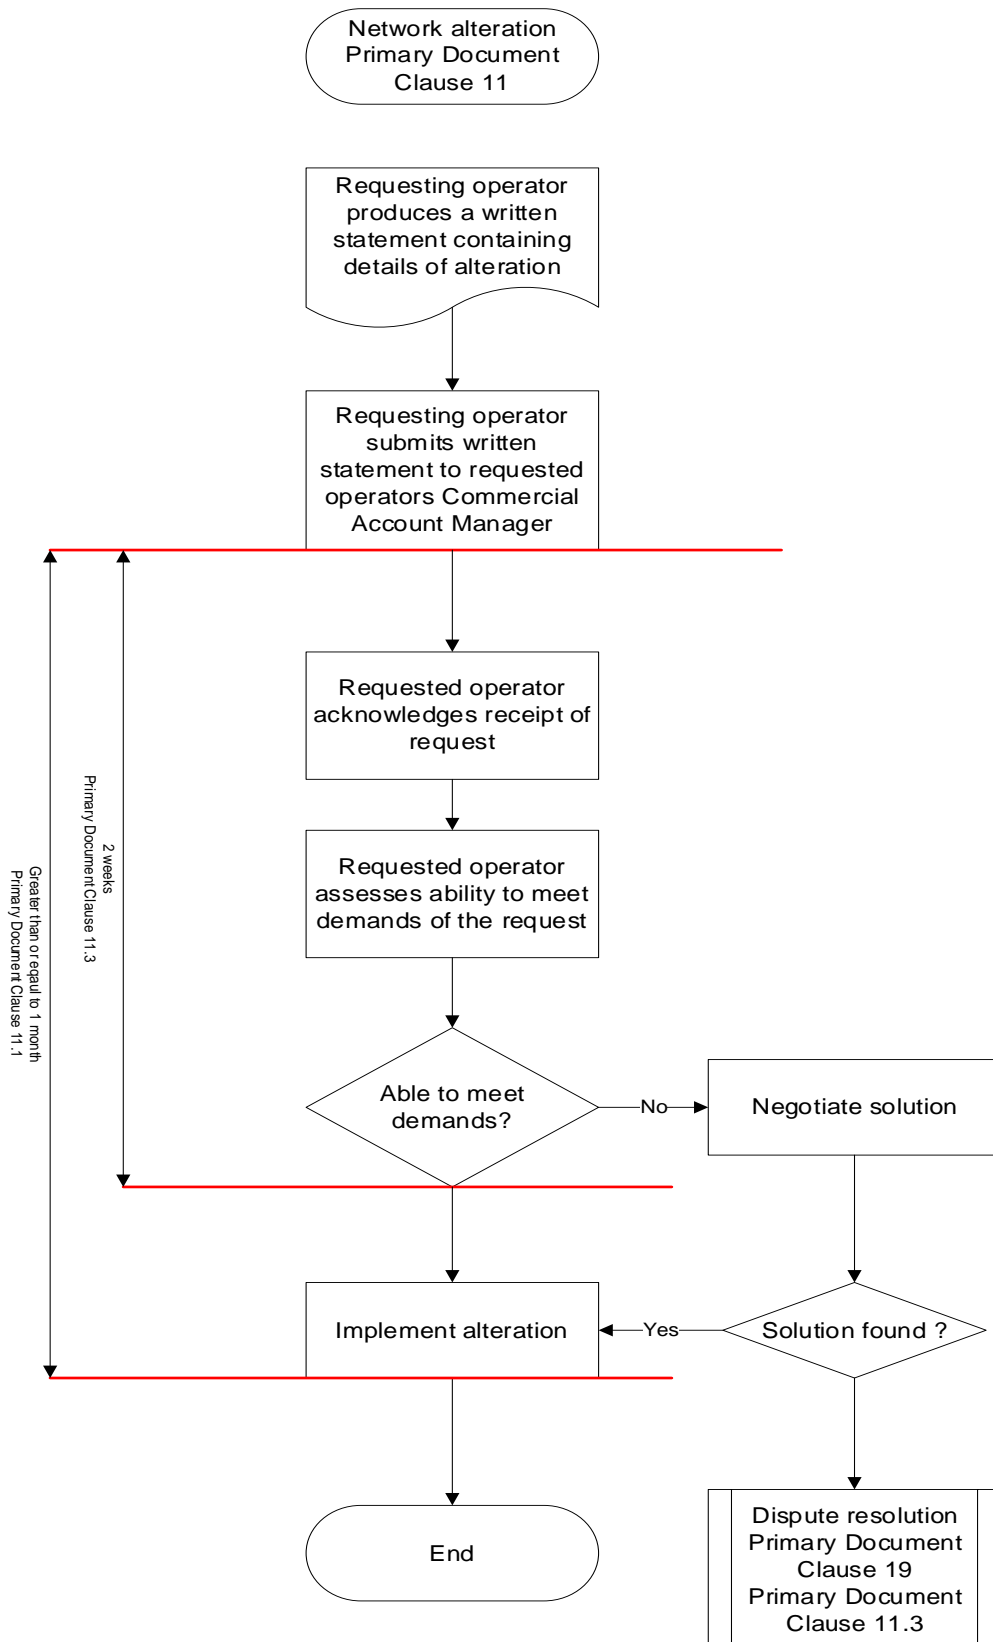 Network alteration
Primary Document
Clause 11
Requesting operator
produces a written
statement containing
details of alteration
Requesting operator
submits written
statement to requested
operators Commercial
Account Manager
Requested operator
acknowledges receipt of
request
2 weeks
Primary Document Clause 11.3
Greater than or eqaul to 1 month
Primary Document Clause 11.1
Requested operator
assesses ability to meet
demands of the request
Able to meet
demands?
No
Negotiate solution
Implement alteration
Yes
Solution found ?
End
Dispute resolution
Primary Document
Clause 19
Primary Document
Clause 11.3